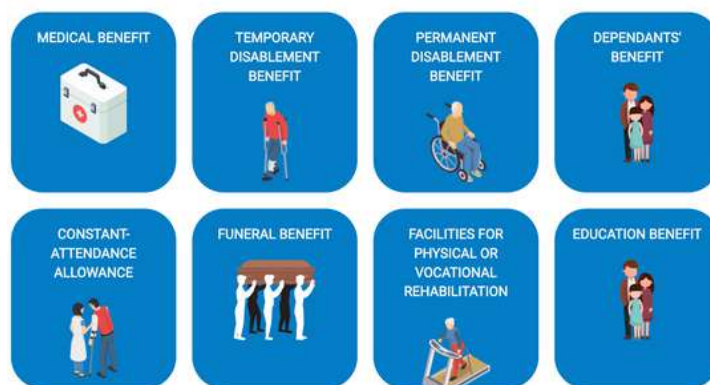 MEDICAL BENEFIT
TEMPORARY
DISABLEMENT
BENEFIT
PERMANENT
DISABLEMENT
BENEFIT
DEPENDANTS'
BENEFIT
CONSTANT-
ATTENDANCE
ALLOWANCE
FUNERAL BENEFIT
FACILITIES FOR
PHYSICAL OR
VOCATIONAL
REHABILITATION
EDUCATION BENEFIT